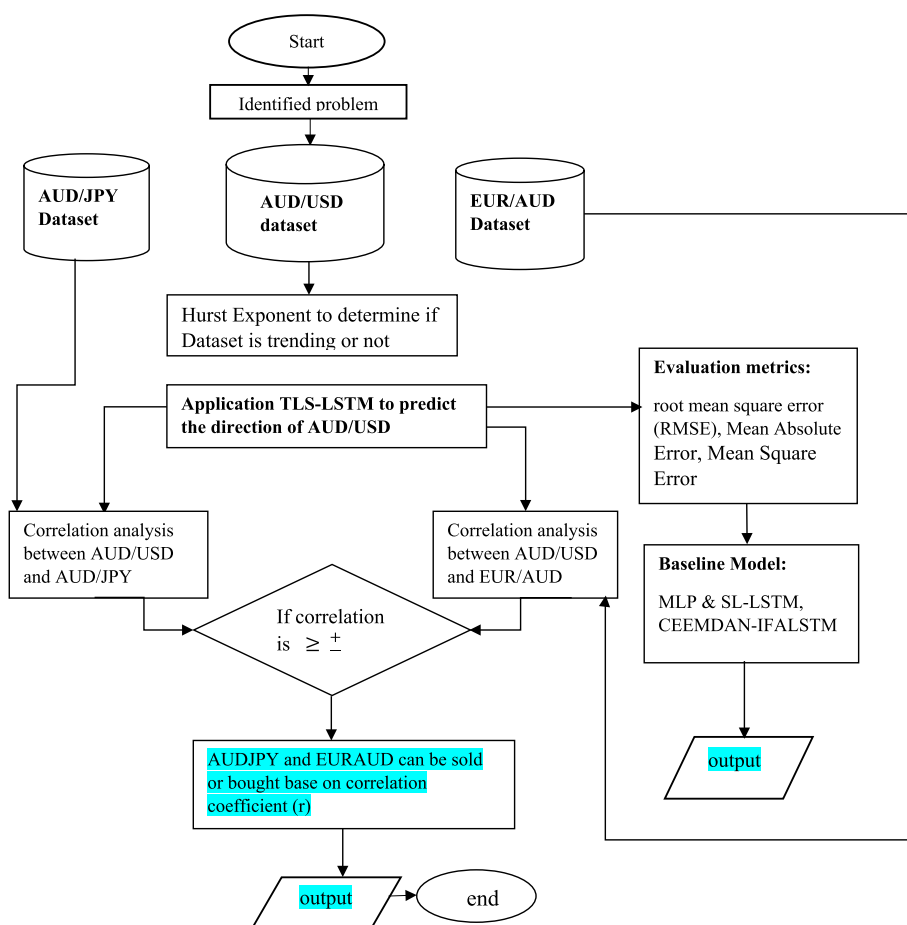 Start
Identified problem
AUD/JPY
Dataset
AUD/USD
dataset
EUR/AUD
Dataset
Hurst Exponent to determine if
Dataset is trending or not
Application TLS-LSTM to predict
the direction of AUD/USD
Evaluation metrics:
root mean square error
(RMSE), Mean Absolute
Error, Mean Square
Error
Correlation analysis
between AUD/USD
and AUD/JPY
Correlation analysis
between AUD/USD
and EUR/AUD
Baseline Model:
MLP & SL-LSTM,
CEEMDAN-IFALSTM
If correlation
is ≥ ±
AUDJPY and EURAUD can be sold
or bought base on correlation
coefficient (r)
output
output
end